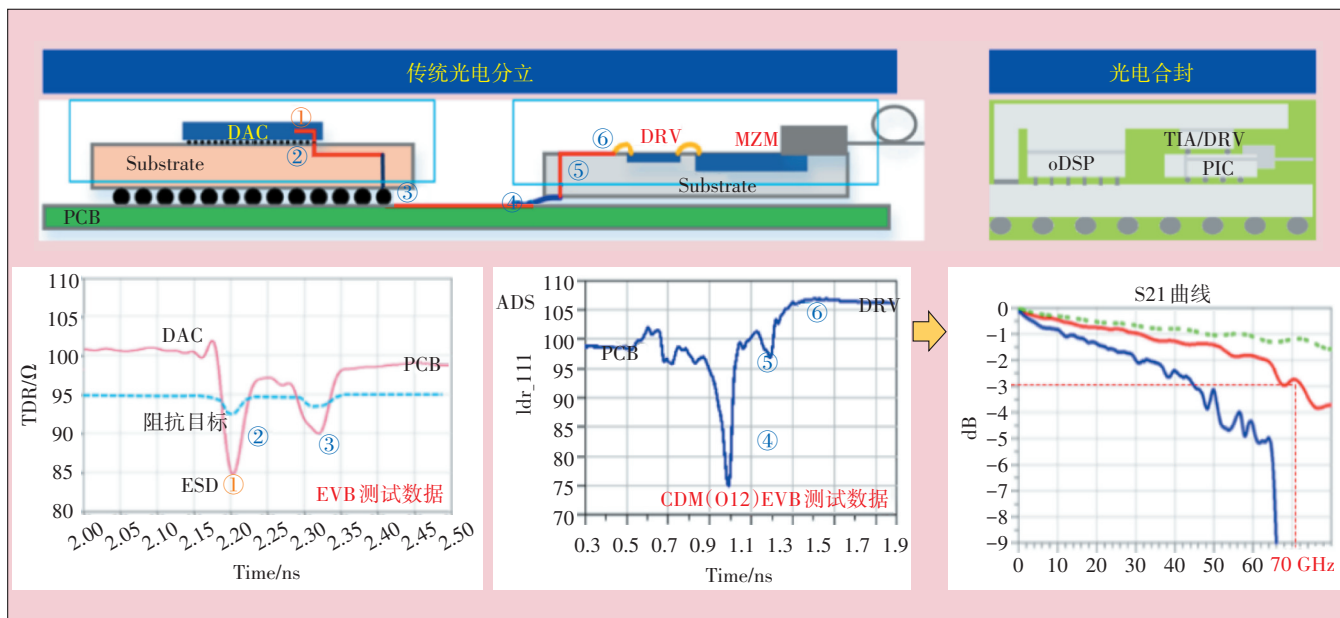 传统光电分立
光电合封
①
DAC
②
Substrate
③
PCB
④
⑤
⑥
DRV
MZM
Substrate
oDSP
TIA/DRV
PIC
TDR/Ω
110
105
100
95
90
85
80
DAC
PCB
阻抗目标
②
③
ESD ①
EVB 测试数据
2.00 2.05 2.10 2.15 2.20 2.25 2.30 2.35 2.40 2.45 2.50
Time/ns
ADS
110
105
100
95
90
85
80
75
70
PCB
⑥
DRV
⑤
④
CDM(O12)EVB 测试数据
0.3 0.5 0.7 0.9 1.1 1.3 1.5 1.7 1.9
Time/ns
S21 曲线
dB
0
-1
-2
-3
-4
-5
-6
-7
-8
-9
0 10 20 30 40 50 60 70 GHz